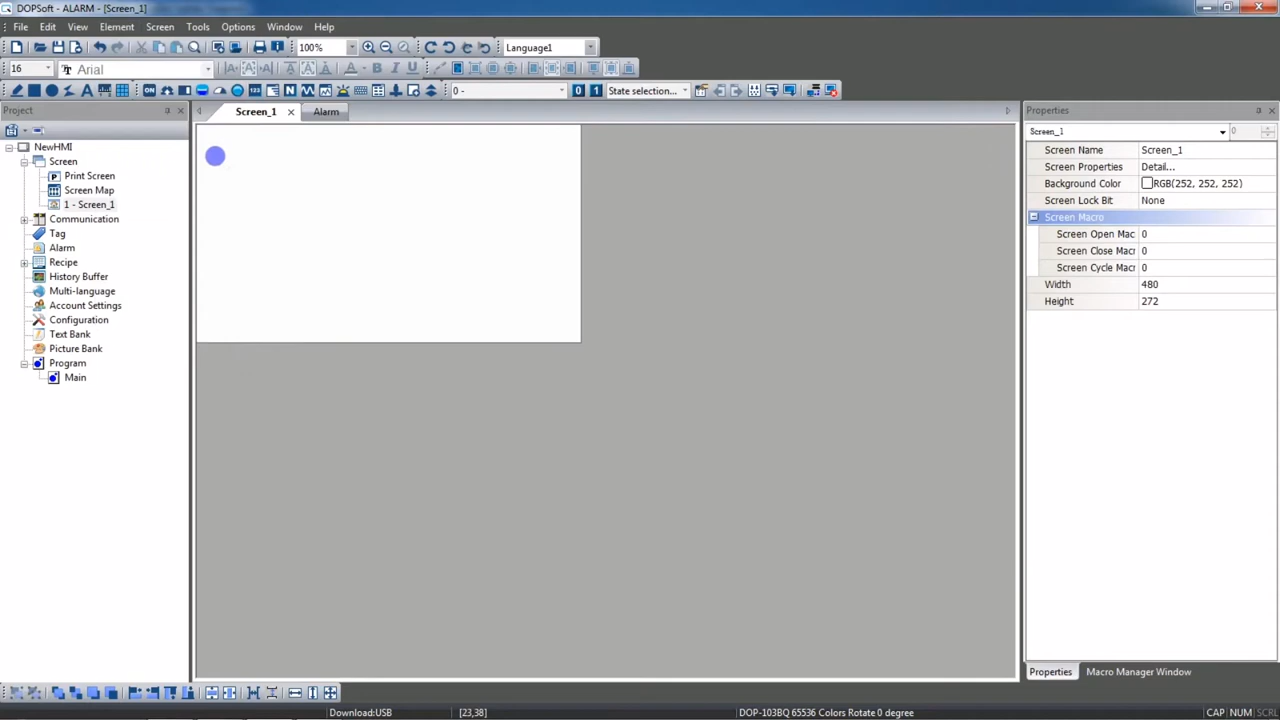 DOPSoft - ALARM - [Screen_1]
File Edit View Element Screen Tools Options Window Help
100% Language1
16 Arial
0 - State selection...
Project
Screen_1 Alarm
NewHMI
Screen
Print Screen
Screen Map
1 - Screen_1
Communication
Tag
Alarm
Recipe
History Buffer
Multi-language
Account Settings
Configuration
Text Bank
Picture Bank
Program
Main
Properties
Screen_1 0
Screen Name Screen_1
Screen Properties Detail...
Background Color RGB(252, 252, 252)
Screen Lock Bit None
Screen Macro
Screen Open Mac 0
Screen Close Macr 0
Screen Cycle Macr 0
Width 480
Height 272
Properties Macro Manager Window
Download:USB [23,38] DOP-103BQ 65536 Colors Rotate 0 degree CAP NUM SCRL